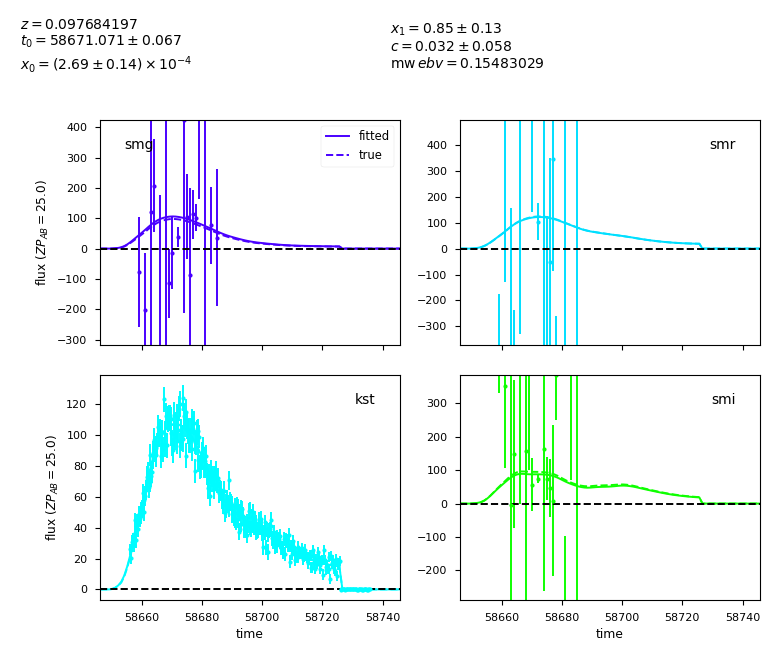 z = 0.097684197
t₀ = 58671.071 ± 0.067
x₀ = (2.69 ± 0.14) × 10⁻⁴
x₁ = 0.85 ± 0.13
c = 0.032 ± 0.058
mwebv = 0.15483029
smg
fitted
true
400
300
200
100
0
−100
−200
−300
flux (ZP_AB = 25.0)
smr
400
300
200
100
0
−100
−200
−300
kst
120
100
80
60
40
20
0
flux (ZP_AB = 25.0)
58660
58680
58700
58720
58740
time
smi
300
200
100
0
−100
−200
58660
58680
58700
58720
58740
time